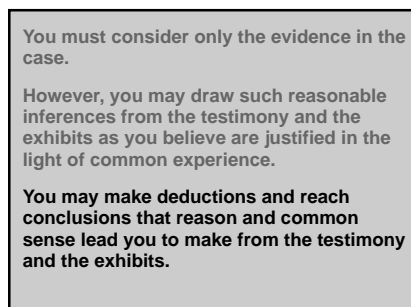 You must consider only the evidence in the
case.
However, you may draw such reasonable
inferences from the testimony and the
exhibits as you believe are justified in the
light of common experience.
You may make deductions and reach
conclusions that reason and common
sense lead you to make from the testimony
and the exhibits.